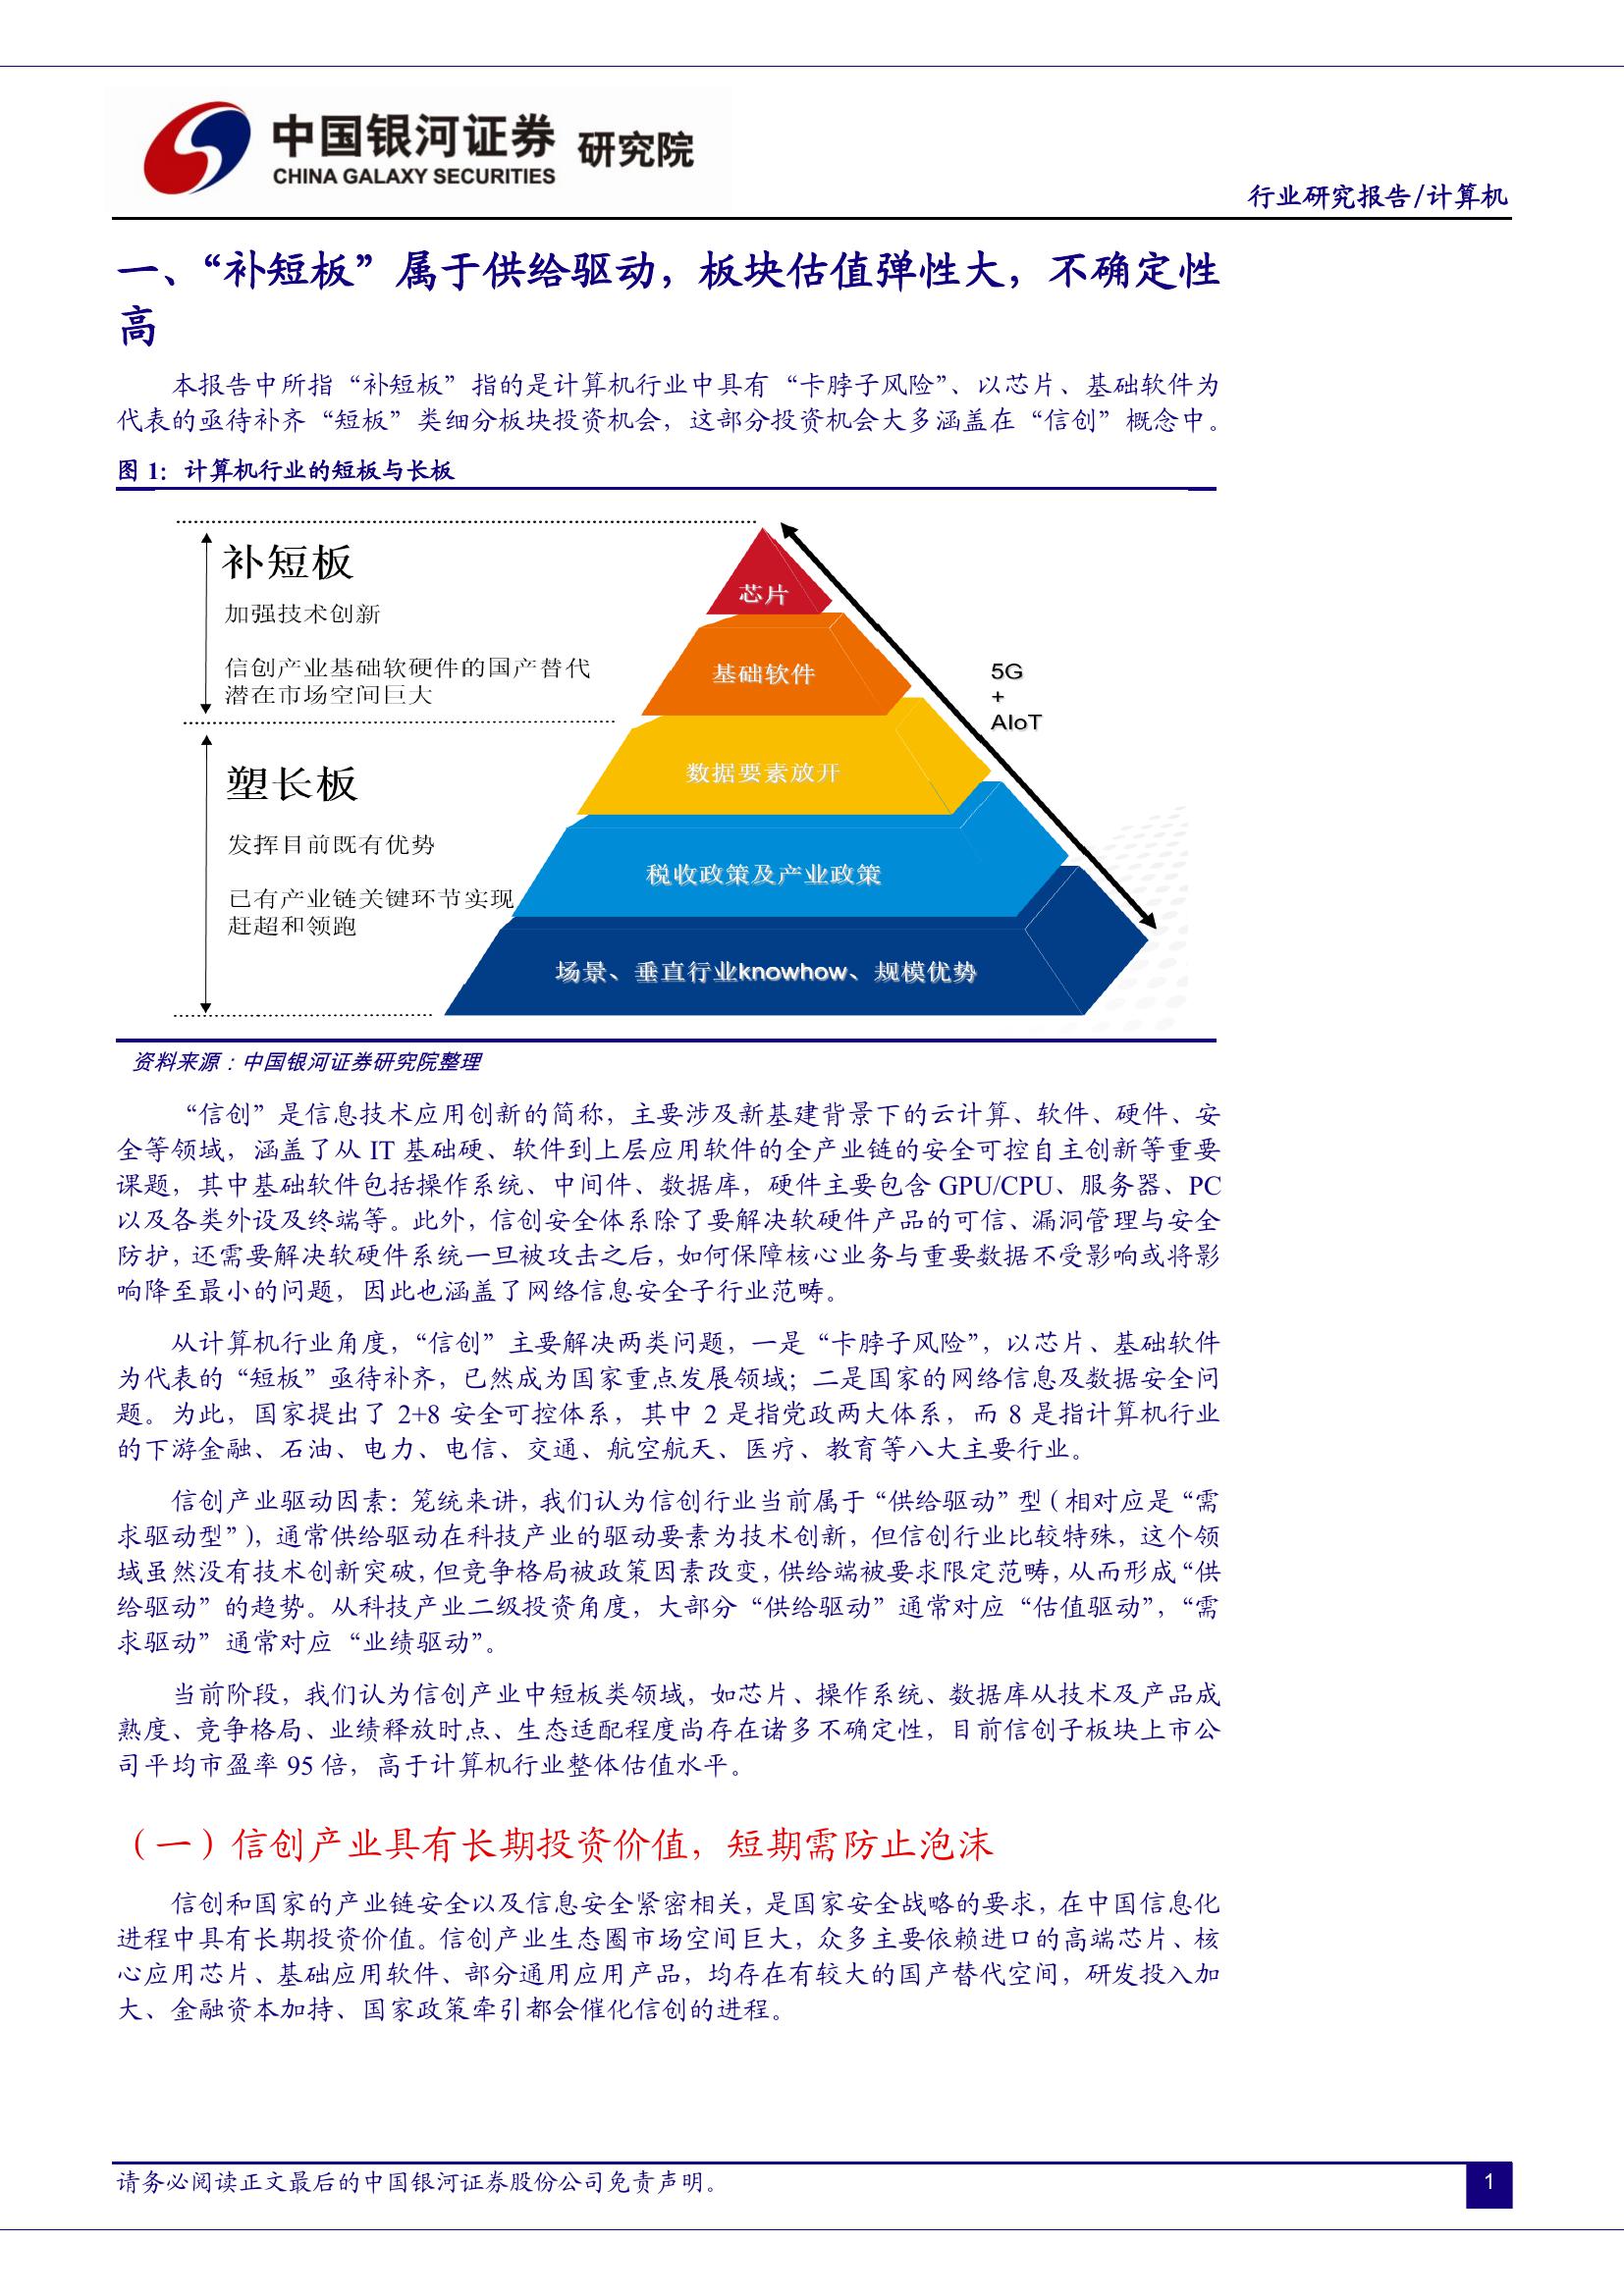 中国银河证券 研究院
CHINA GALAXY SECURITIES
行业研究报告/计算机
一、“补短板”属于供给驱动，板块估值弹性大，不确定性
高
本报告中所指“补短板”指的是计算机行业中具有“卡脖子风险”、以芯片、基础软件为
代表的亟待补齐“短板”类细分板块投资机会，这部分投资机会大多涵盖在“信创”概念中。
图 1：计算机行业的短板与长板
补短板
加强技术创新
信创产业基础软硬件的国产替代
潜在市场空间巨大
塑长板
发挥目前既有优势
已有产业链关键环节实现
赶超和领跑
芯片
基础软件
数据要素放开
税收政策及产业政策
场景、垂直行业knowhow、规模优势
5G
+
AIoT
资料来源：中国银河证券研究院整理
“信创”是信息技术应用创新的简称，主要涉及新基建背景下的云计算、软件、硬件、安
全等领域，涵盖了从 IT 基础硬、软件到上层应用软件的全产业链的安全可控自主创新等重要
课题，其中基础软件包括操作系统、中间件、数据库，硬件主要包含 GPU/CPU、服务器、PC
以及各类外设及终端等。此外，信创安全体系除了要解决软硬件产品的可信、漏洞管理与安全
防护，还需要解决软硬件系统一旦被攻击之后，如何保障核心业务与重要数据不受影响或将影
响降至最小的问题，因此也涵盖了网络信息安全子行业范畴。
从计算机行业角度，“信创”主要解决两类问题，一是“卡脖子风险”，以芯片、基础软件
为代表的“短板”亟待补齐，已然成为国家重点发展领域；二是国家的网络信息及数据安全问
题。为此，国家提出了 2+8 安全可控体系，其中 2 是指党政两大体系，而 8 是指计算机行业
的下游金融、石油、电力、电信、交通、航空航天、医疗、教育等八大主要行业。
信创产业驱动因素：笼统来讲，我们认为信创行业当前属于“供给驱动”型（相对应是“需
求驱动型”），通常供给驱动在科技产业的驱动要素为技术创新，但信创行业比较特殊，这个领
域虽然没有技术创新突破，但竞争格局被政策因素改变，供给端被要求限定范畴，从而形成“供
给驱动”的趋势。从科技产业二级投资角度，大部分“供给驱动”通常对应“估值驱动”，“需
求驱动”通常对应“业绩驱动”。
当前阶段，我们认为信创产业中短板类领域，如芯片、操作系统、数据库从技术及产品成
熟度、竞争格局、业绩释放时点、生态适配程度尚存在诸多不确定性，目前信创子板块上市公
司平均市盈率 95 倍，高于计算机行业整体估值水平。
（一）信创产业具有长期投资价值，短期需防止泡沫
信创和国家的产业链安全以及信息安全紧密相关，是国家安全战略的要求，在中国信息化
进程中具有长期投资价值。信创产业生态圈市场空间巨大，众多主要依赖进口的高端芯片、核
心应用芯片、基础应用软件、部分通用应用产品，均存在有较大的国产替代空间，研发投入加
大、金融资本加持、国家政策牵引都会催化信创的进程。
请务必阅读正文最后的中国银河证券股份公司免责声明。
1